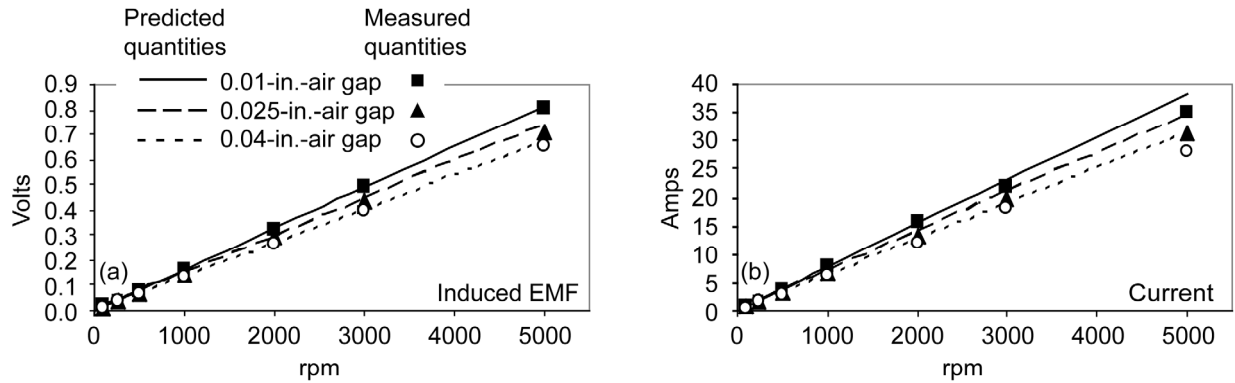 Predicted quantities
Measured quantities
0.01-in.-air gap
0.025-in.-air gap
0.04-in.-air gap
Volts
0.9
0.8
0.7
0.6
0.5
0.4
0.3
0.2
0.1
0.0
(a)
Induced EMF
0 1000 2000 3000 4000 5000
rpm
Amps
40
35
30
25
20
15
10
5
0
(b)
Current
0 1000 2000 3000 4000 5000
rpm